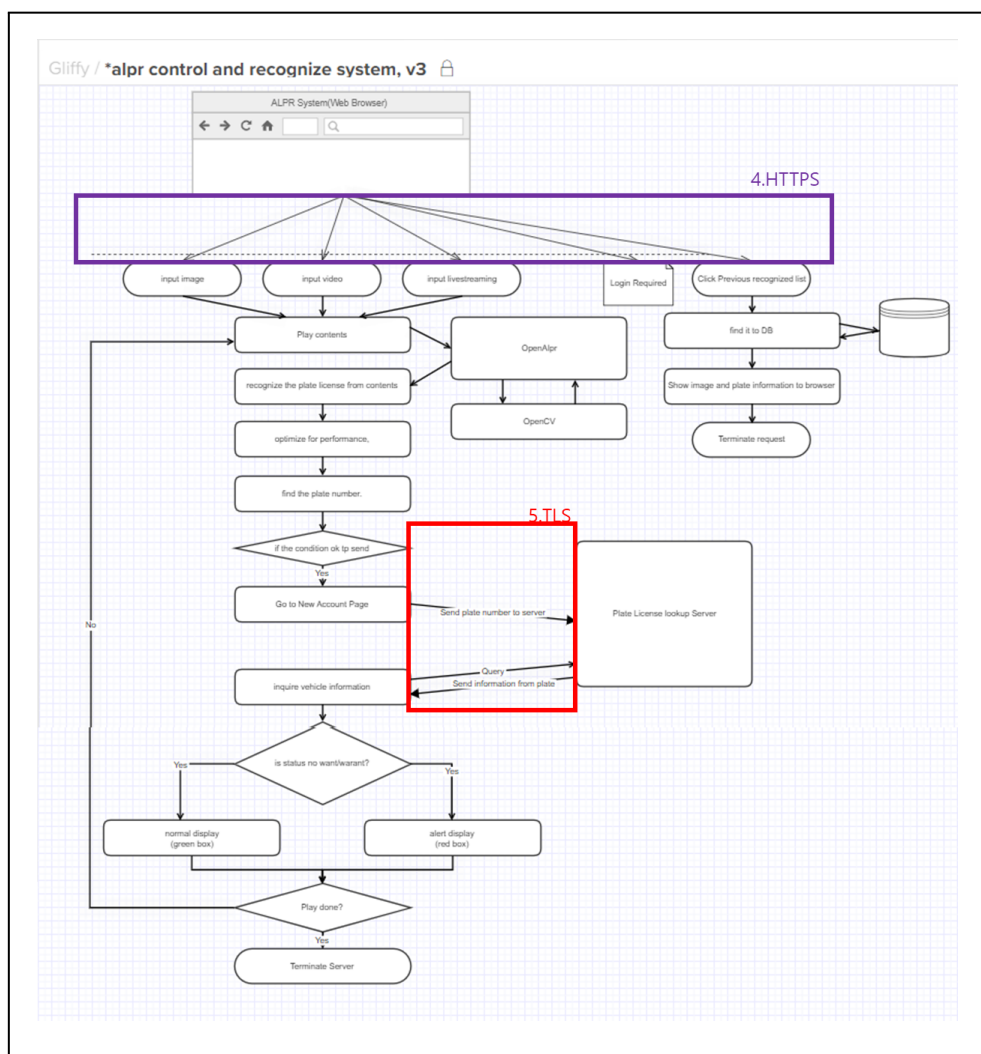 Gliffy / *alpr control and recognize system, v3
ALPR System(Web Browser)
4.HTTPS
input image
input video
input livestreaming
Login Required
Click Previous recognized list
Play contents
OpenAlpr
find it to DB
recognize the plate license from contents
Show image and plate information to browser
OpenCV
optimize for performance,
Terminate request
find the plate number.
5.TLS
if the condition ok tp send
Yes
Go to New Account Page
Send plate number to server
Plate License lookup Server
No
Query
Send information from plate
inquire vehicle information
is status no want/warant?
Yes
Yes
normal display
(green box)
alert display
(red box)
Play done?
Yes
Terminate Server